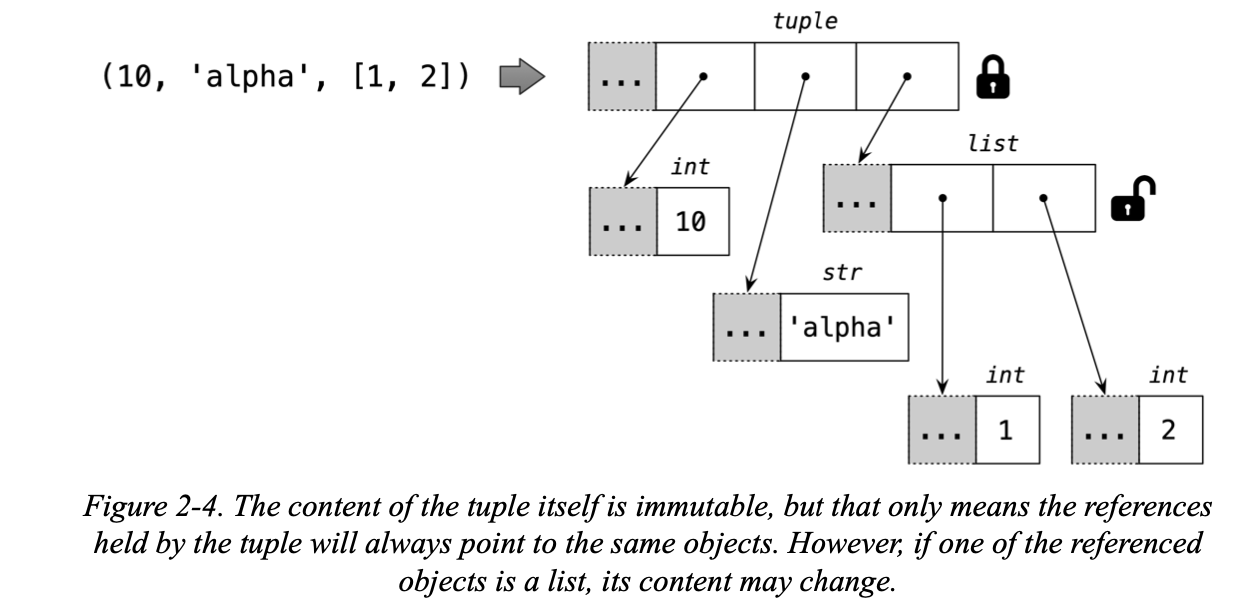 tuple
(10, 'alpha', [1, 2])
...
list
int
...
... 10
str
... 'alpha'
int
int
... 1
... 2
Figure 2-4. The content of the tuple itself is immutable, but that only means the references
held by the tuple will always point to the same objects. However, if one of the referenced
objects is a list, its content may change.